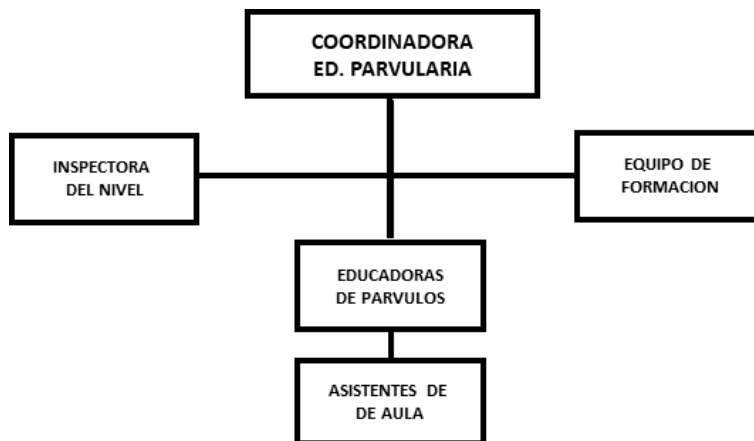 COORDINADORA
ED. PARVULARIA
INSPECTORA
DEL NIVEL
EQUIPO DE
FORMACION
EDUCADORAS
DE PARVULOS
ASISTENTES DE
DE AULA